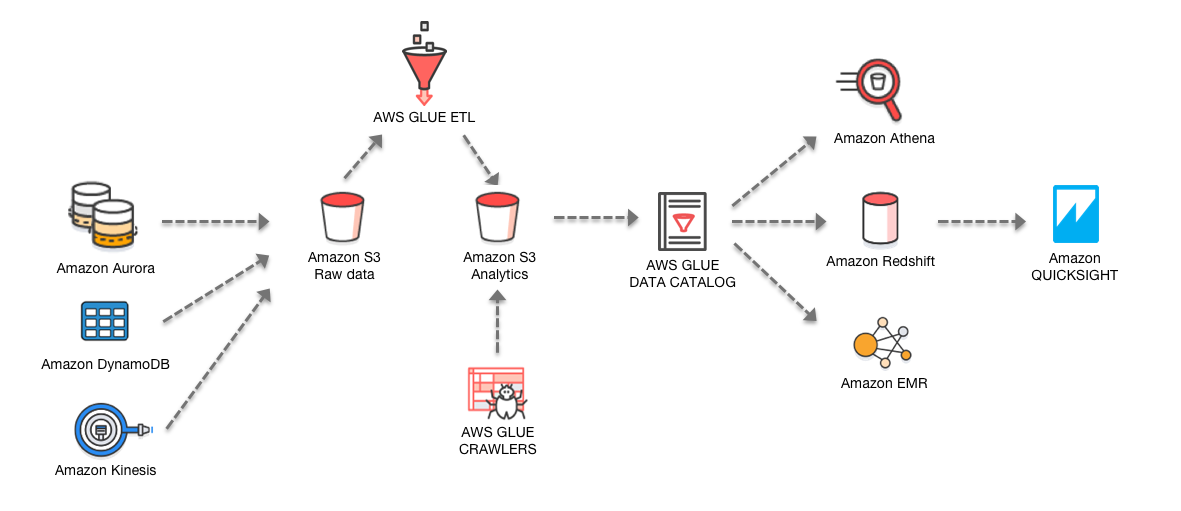 AWS GLUE ETL
Amazon Athena
Amazon Aurora
Amazon S3
Raw data
Amazon S3
Analytics
AWS GLUE
DATA CATALOG
Amazon Redshift
Amazon
QUICKSIGHT
Amazon DynamoDB
Amazon EMR
AWS GLUE
CRAWLERS
Amazon Kinesis